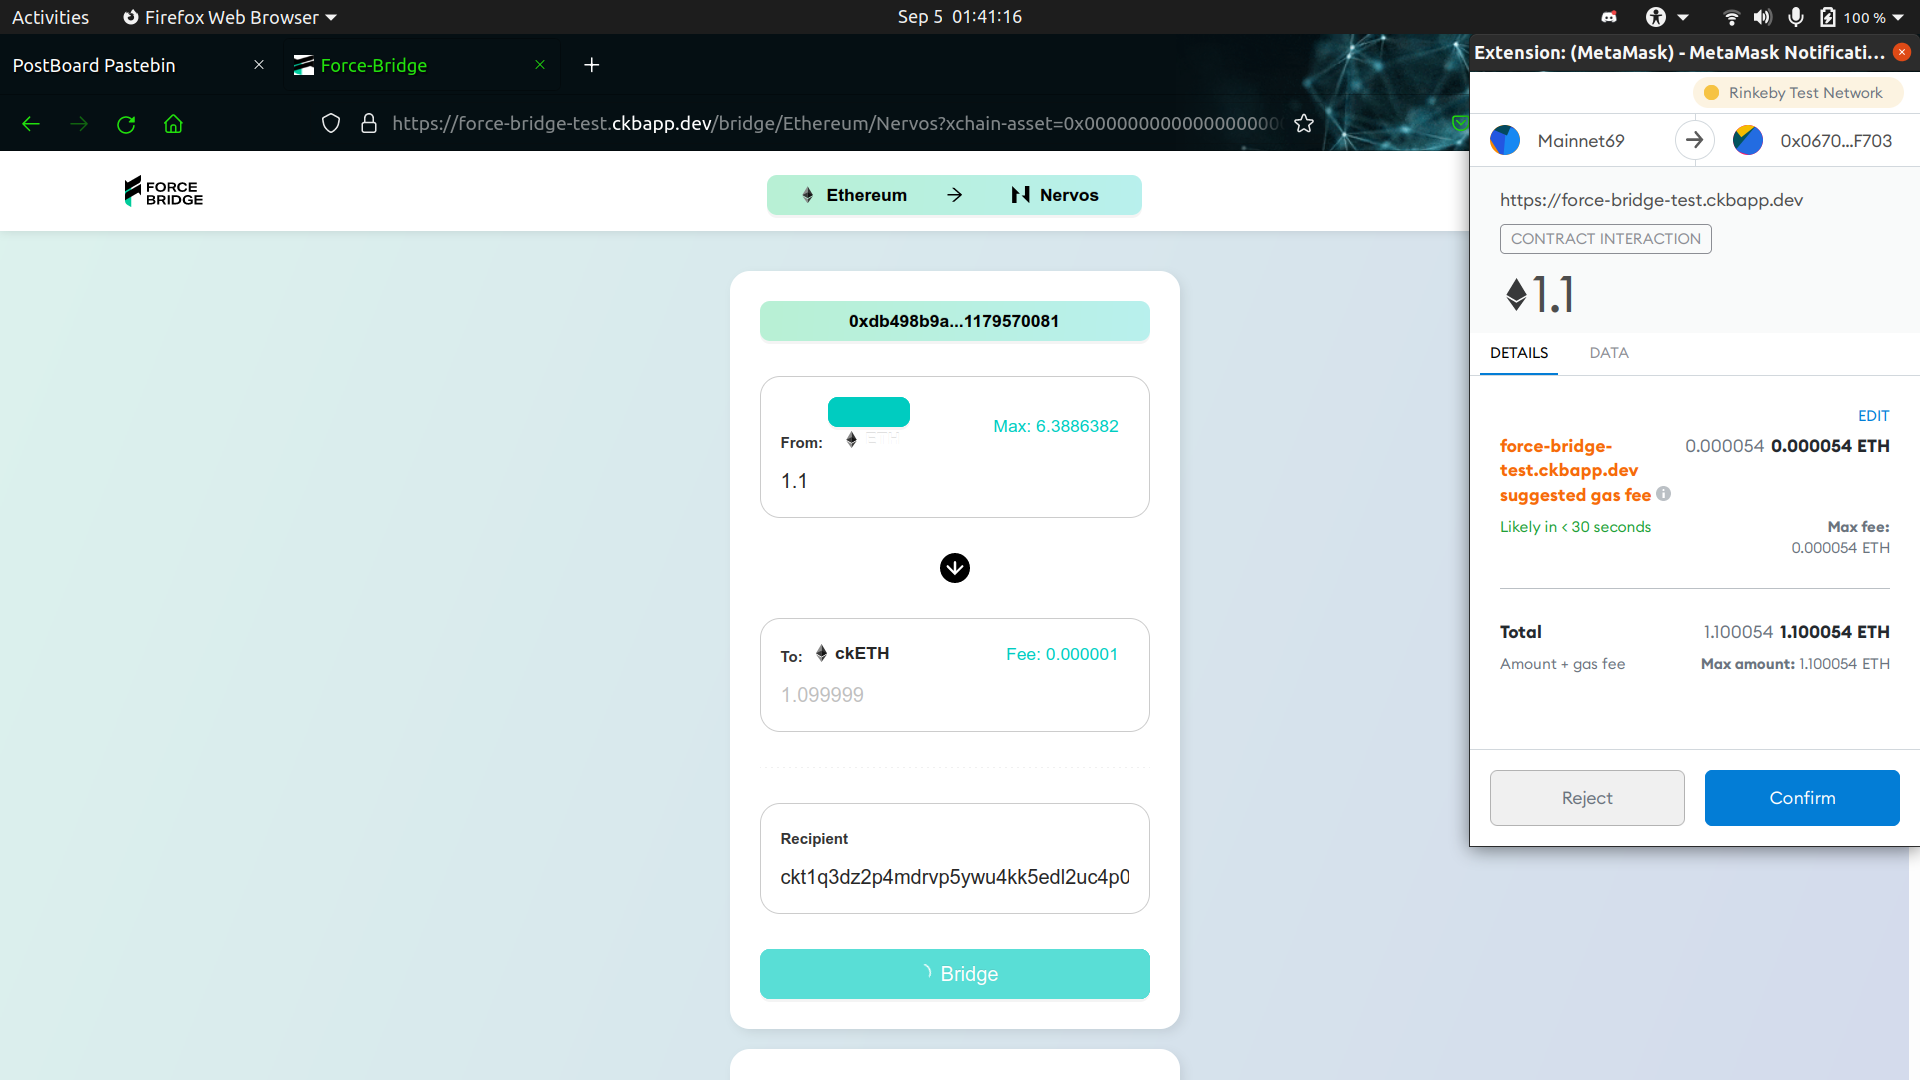 Activities Firefox Web Browser Sep 5 01:41:16 100 %
PostBoard Pastebin Force-Bridge
https://force-bridge-test.ckbapp.dev/bridge/Ethereum/Nervos?xchain-asset=0x00000000000000000
FORCE BRIDGE
Ethereum → Nervos
0xdb498b9a...1179570081
From: ETH Max: 6.3886382
1.1
To: ckETH Fee: 0.000001
1.099999
Recipient
ckt1q3dz2p4mdrvp5ywu4kk5edl2uc4p0
Bridge
Extension: (MetaMask) - MetaMask Notificati...
Rinkeby Test Network
Mainnet69 0x0670...F703
https://force-bridge-test.ckbapp.dev
CONTRACT INTERACTION
1.1
DETAILS DATA
EDIT
force-bridge- 0.000054 0.000054 ETH
test.ckbapp.dev
suggested gas fee
Likely in < 30 seconds Max fee:
0.000054 ETH
Total 1.100054 1.100054 ETH
Amount + gas fee Max amount: 1.100054 ETH
Reject Confirm